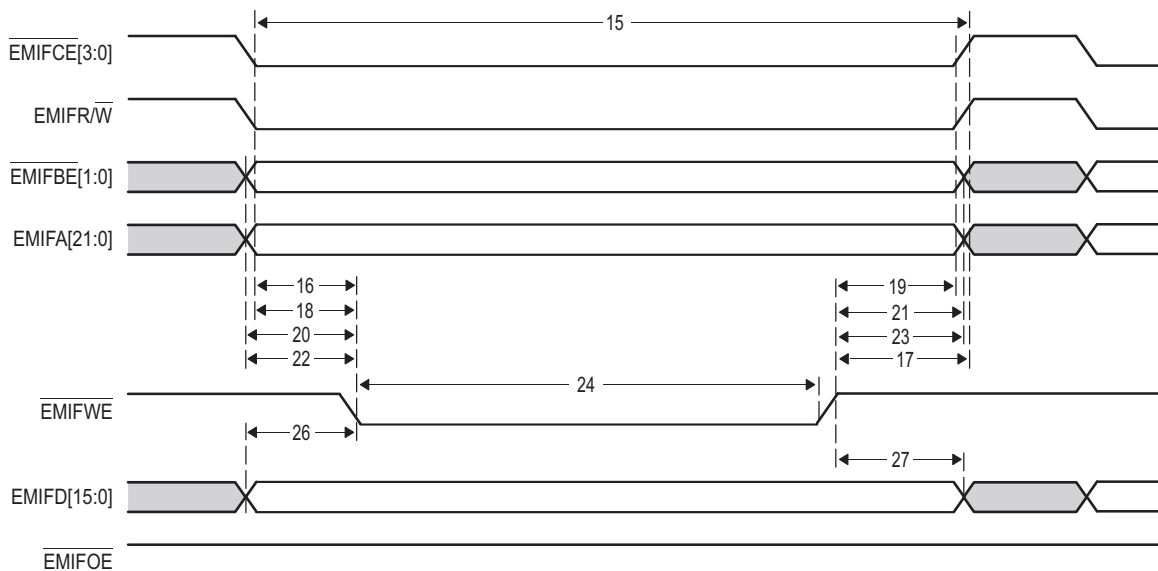 15
EMIFCE[3:0]
EMIFR/W
EMIFBE[1:0]
EMIFA[21:0]
16 19
18 21
20 23
22 17
24
EMIFWE
26
27
EMIFD[15:0]
EMIFOE